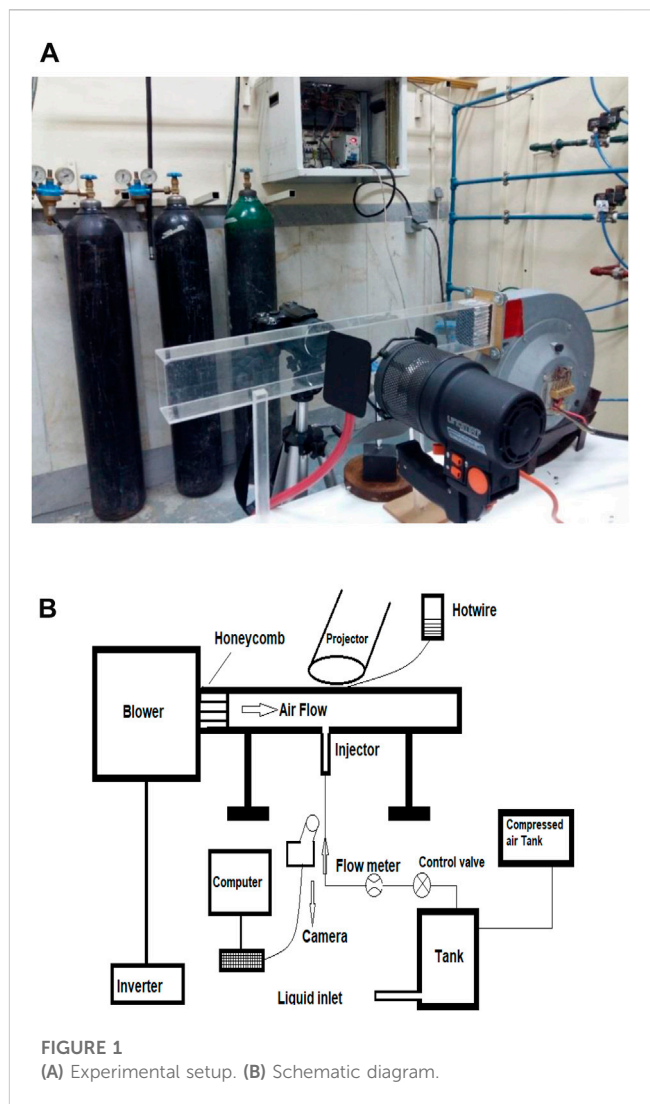 A
UNOMAT
B
Honeycomb
Projector
Hotwire
Blower
Air Flow
Injector
Compressed
air Tank
Flow meter
Control valve
Computer
Camera
Tank
Inverter
Liquid inlet
FIGURE 1
(A) Experimental setup. (B) Schematic diagram.